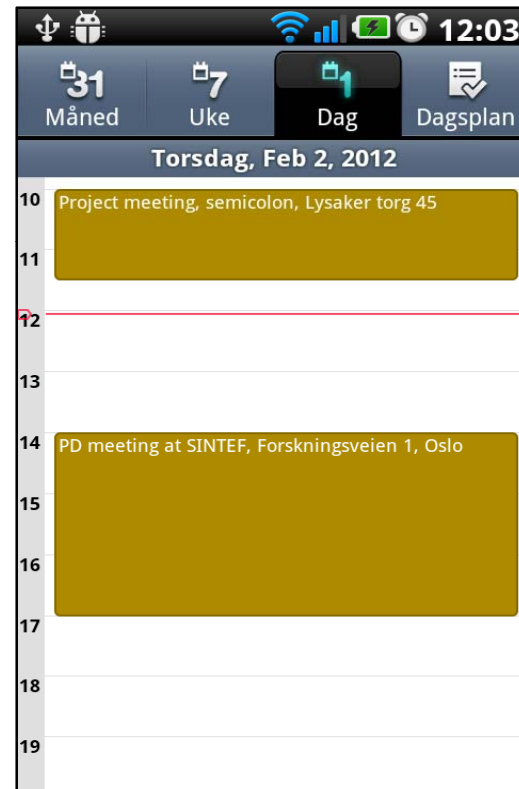 12:03
31 7 1
Måned Uke Dag Dagsplan
Torsdag, Feb 2, 2012
10 Project meeting, semicolon, Lysaker torg 45
11
12
13
14 PD meeting at SINTEF, Forskningsveien 1, Oslo
15
16
17
18
19